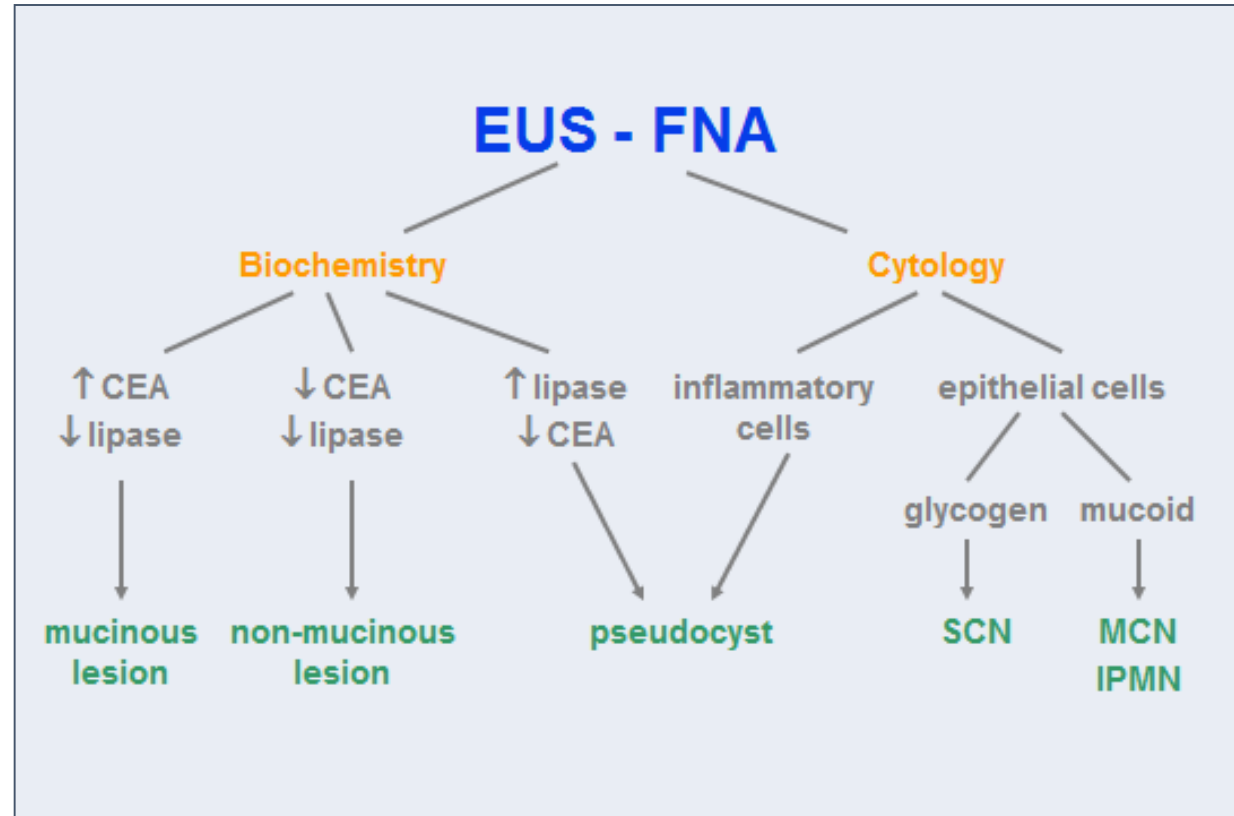 EUS - FNA
Biochemistry
Cytology
↑ CEA
↓ lipase
↓ CEA
↓ lipase
↑ lipase
↓ CEA
inflammatory
cells
epithelial cells
glycogen
mucoid
mucinous
lesion
non-mucinous
lesion
pseudocyst
SCN
MCN
IPMN